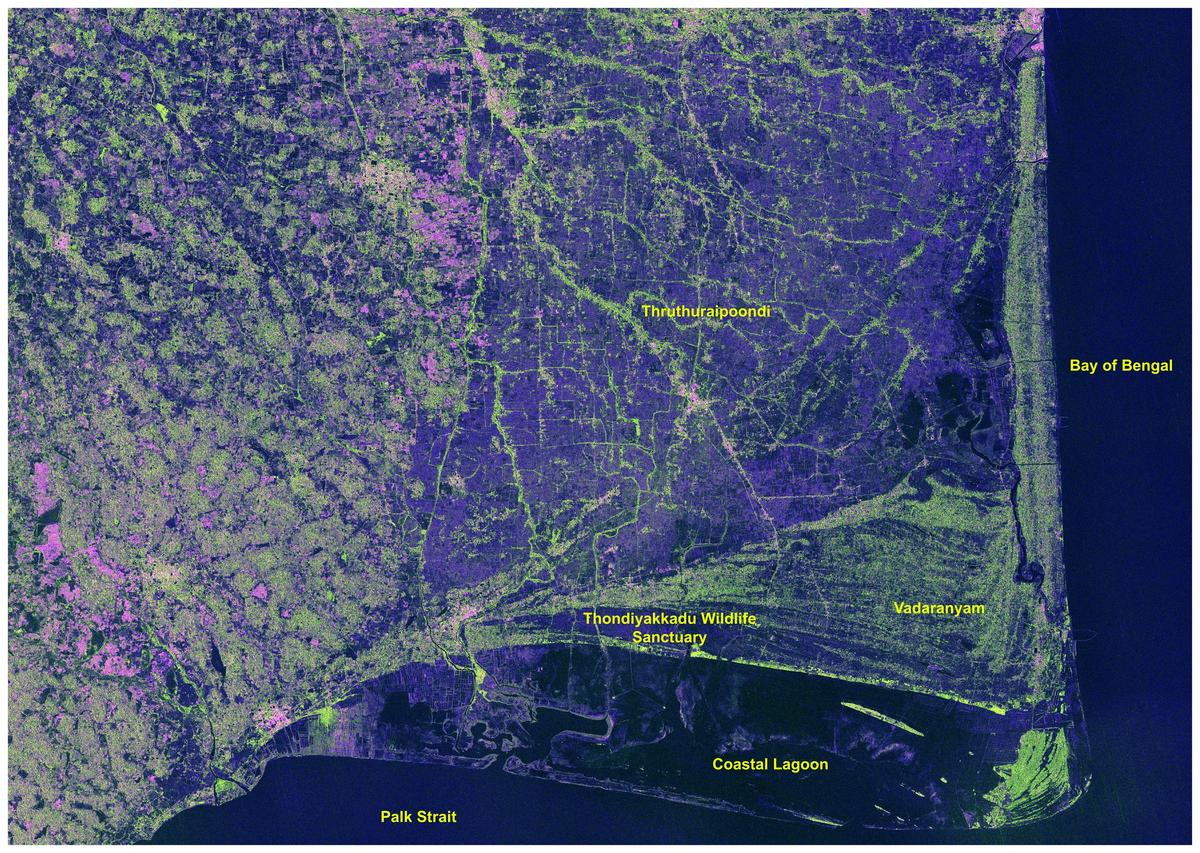 Thruthuraipoondi
Bay of Bengal
Vadaranyam
Thondiyakkadu Wildlife
Sanctuary
Coastal Lagoon
Palk Strait